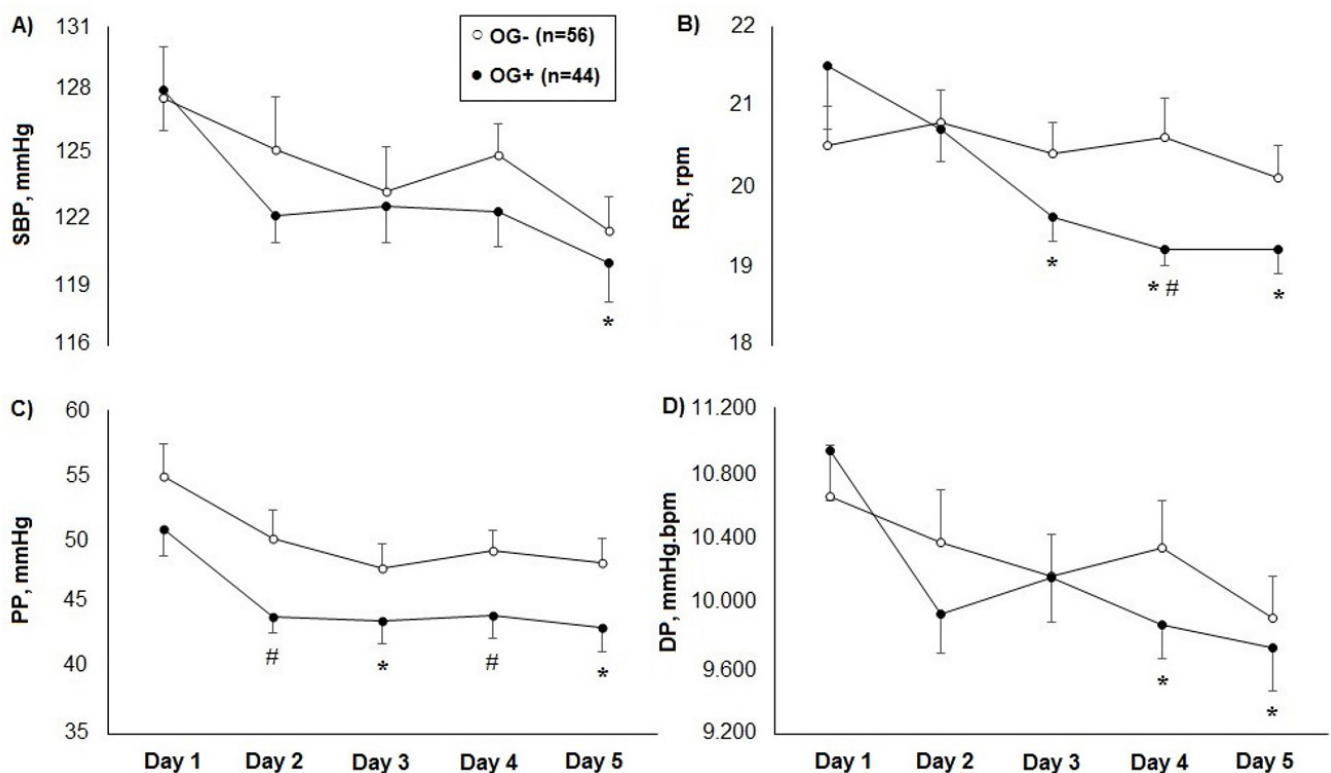 A)
SBP, mmHg
131
128
125
122
119
116
OG- (n=56)
OG+ (n=44)
*
B)
RR, rpm
22
21
20
19
18
*
* #
*
C)
PP, mmHg
60
55
50
45
40
35
#
*
#
*
Day 1 Day 2 Day 3 Day 4 Day 5
D)
DP, mmHg.bpm
11.200
10.800
10.400
10.000
9.600
9.200
*
*
Day 1 Day 2 Day 3 Day 4 Day 5